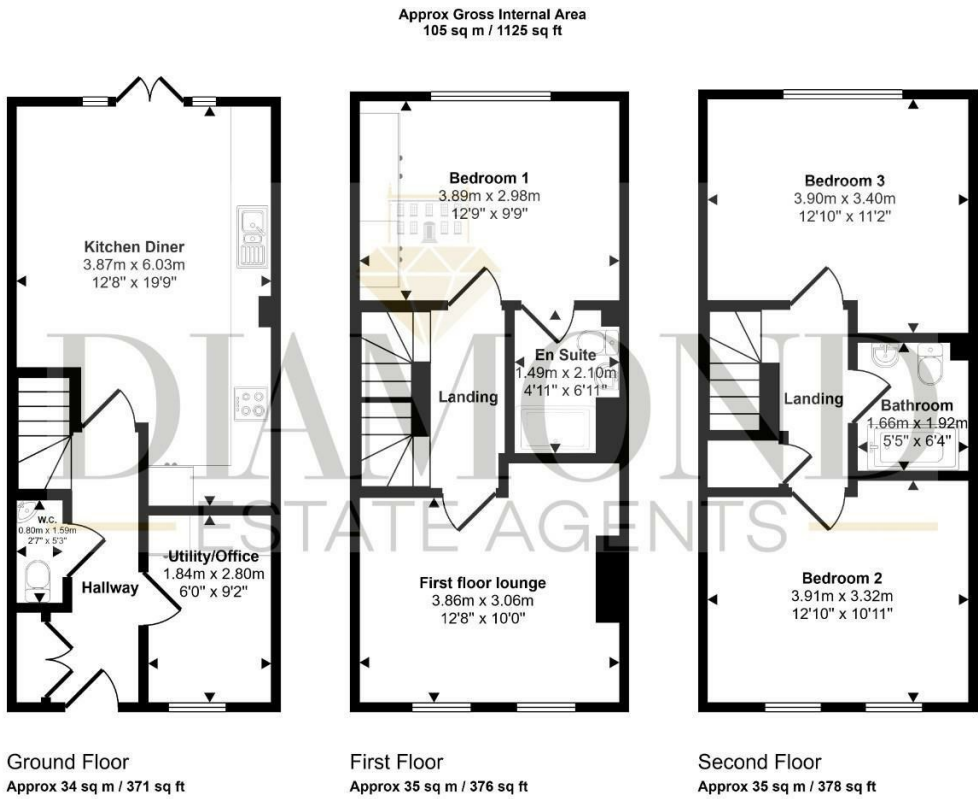 Approx Gross Internal Area
105 sq m / 1125 sq ft
Kitchen Diner
3.87m x 6.03m
12'8" x 19'9"
W.C.
0.80m x 1.59m
2'7" x 5'3"
Hallway
Utility/Office
1.84m x 2.80m
6'0" x 9'2"
Bedroom 1
3.89m x 2.98m
12'9" x 9'9"
En Suite
1.49m x 2.10m
4'11" x 6'11"
Landing
First floor lounge
3.86m x 3.06m
12'8" x 10'0"
Bedroom 3
3.90m x 3.40m
12'10" x 11'2"
Landing
Bathroom
1.66m x 1.92m
5'5" x 6'4"
Bedroom 2
3.91m x 3.32m
12'10" x 10'11"
DIAMOND
ESTATE AGENTS
Ground Floor
Approx 34 sq m / 371 sq ft
First Floor
Approx 35 sq m / 376 sq ft
Second Floor
Approx 35 sq m / 378 sq ft